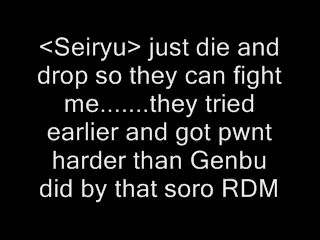 <Seiryu> just die and
drop so they can fight
me.......they tried
earlier and got pwnt
harder than Genbu
did by that soro RDM